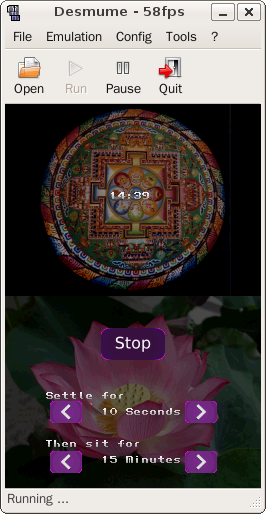 Desmume - 58fps
File Emulation Config Tools ?
Open Run Pause Quit
14:39
Stop
Settle for
10 Seconds
Then sit for
15 Minutes
Running ...